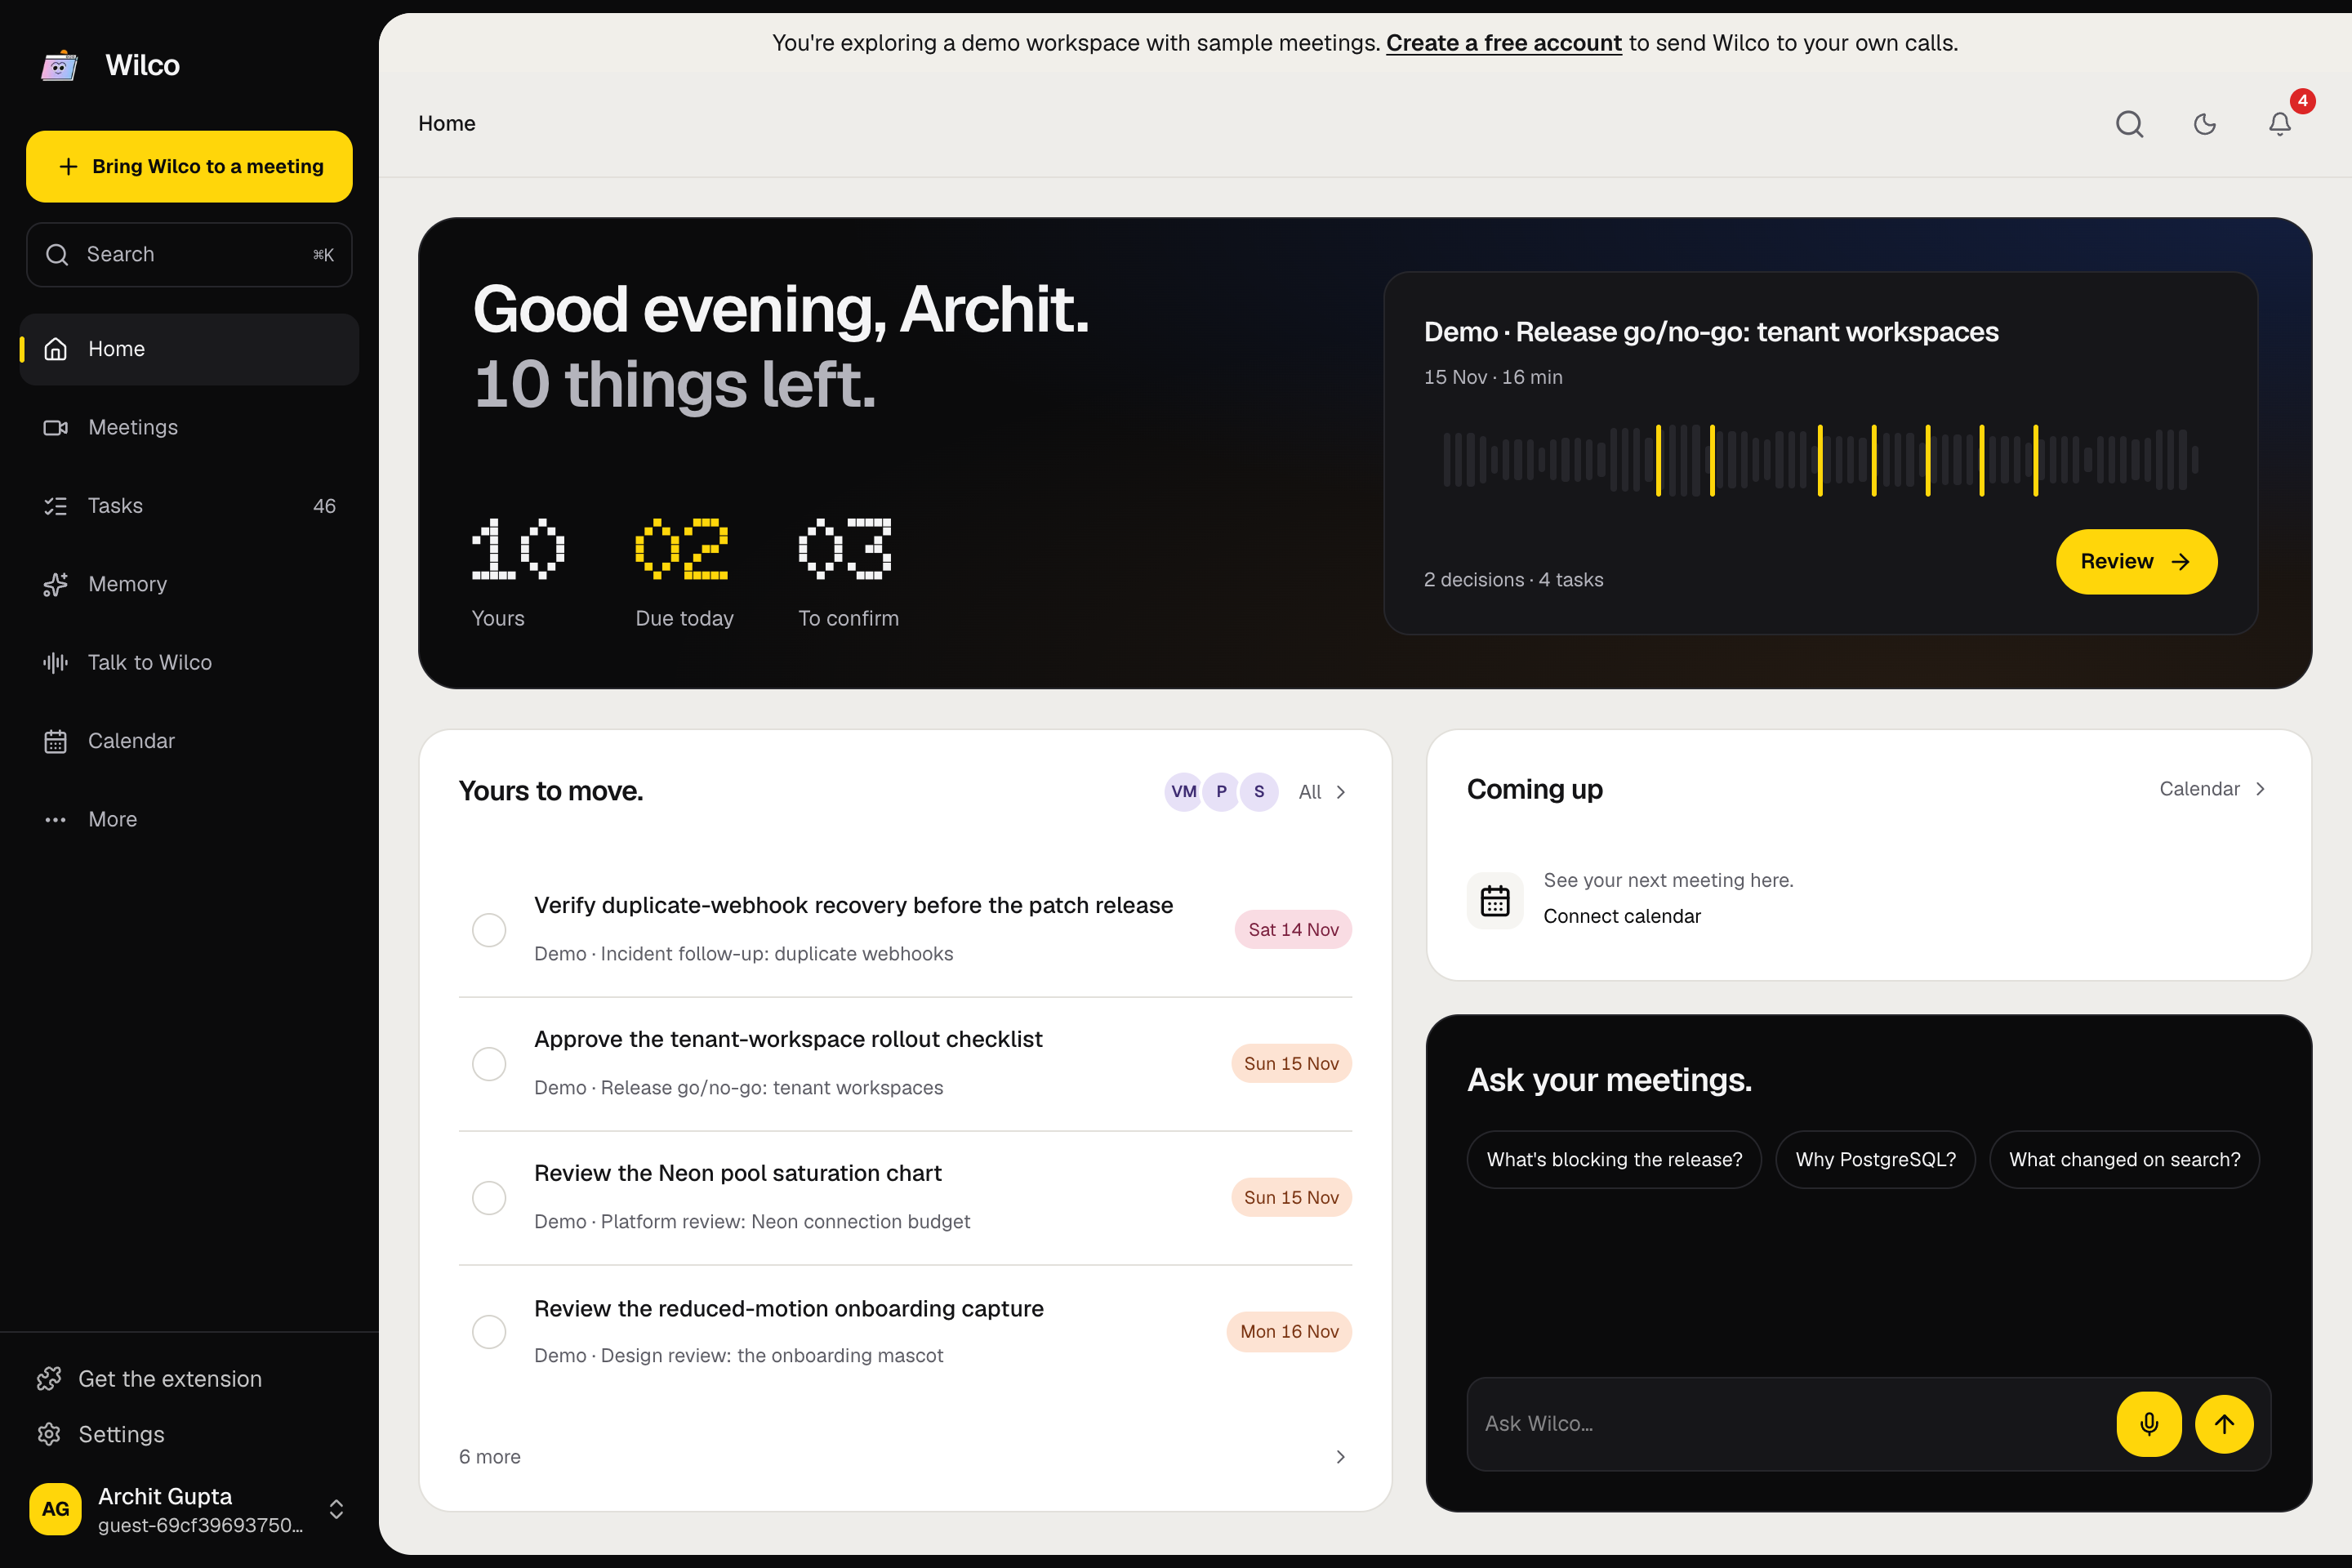 Wilco
Bring Wilco to a meeting
Search ⌘K
Home
Meetings
Tasks 46
Memory
Talk to Wilco
Calendar
More
Get the extension
Settings
AG
Archit Gupta
guest-69cf39693750...
You're exploring a demo workspace with sample meetings. Create a free account to send Wilco to your own calls.
Home
4
Good evening, Archit.
10 things left.
10 02 03
Yours Due today To confirm
Demo · Release go/no-go: tenant workspaces
15 Nov · 16 min
2 decisions · 4 tasks
Review
Yours to move.
VM P S All
Verify duplicate-webhook recovery before the patch release
Demo · Incident follow-up: duplicate webhooks
Sat 14 Nov
Approve the tenant-workspace rollout checklist
Demo · Release go/no-go: tenant workspaces
Sun 15 Nov
Review the Neon pool saturation chart
Demo · Platform review: Neon connection budget
Sun 15 Nov
Review the reduced-motion onboarding capture
Demo · Design review: the onboarding mascot
Mon 16 Nov
6 more
Coming up
Calendar
See your next meeting here.
Connect calendar
Ask your meetings.
What's blocking the release? Why PostgreSQL? What changed on search?
Ask Wilco...